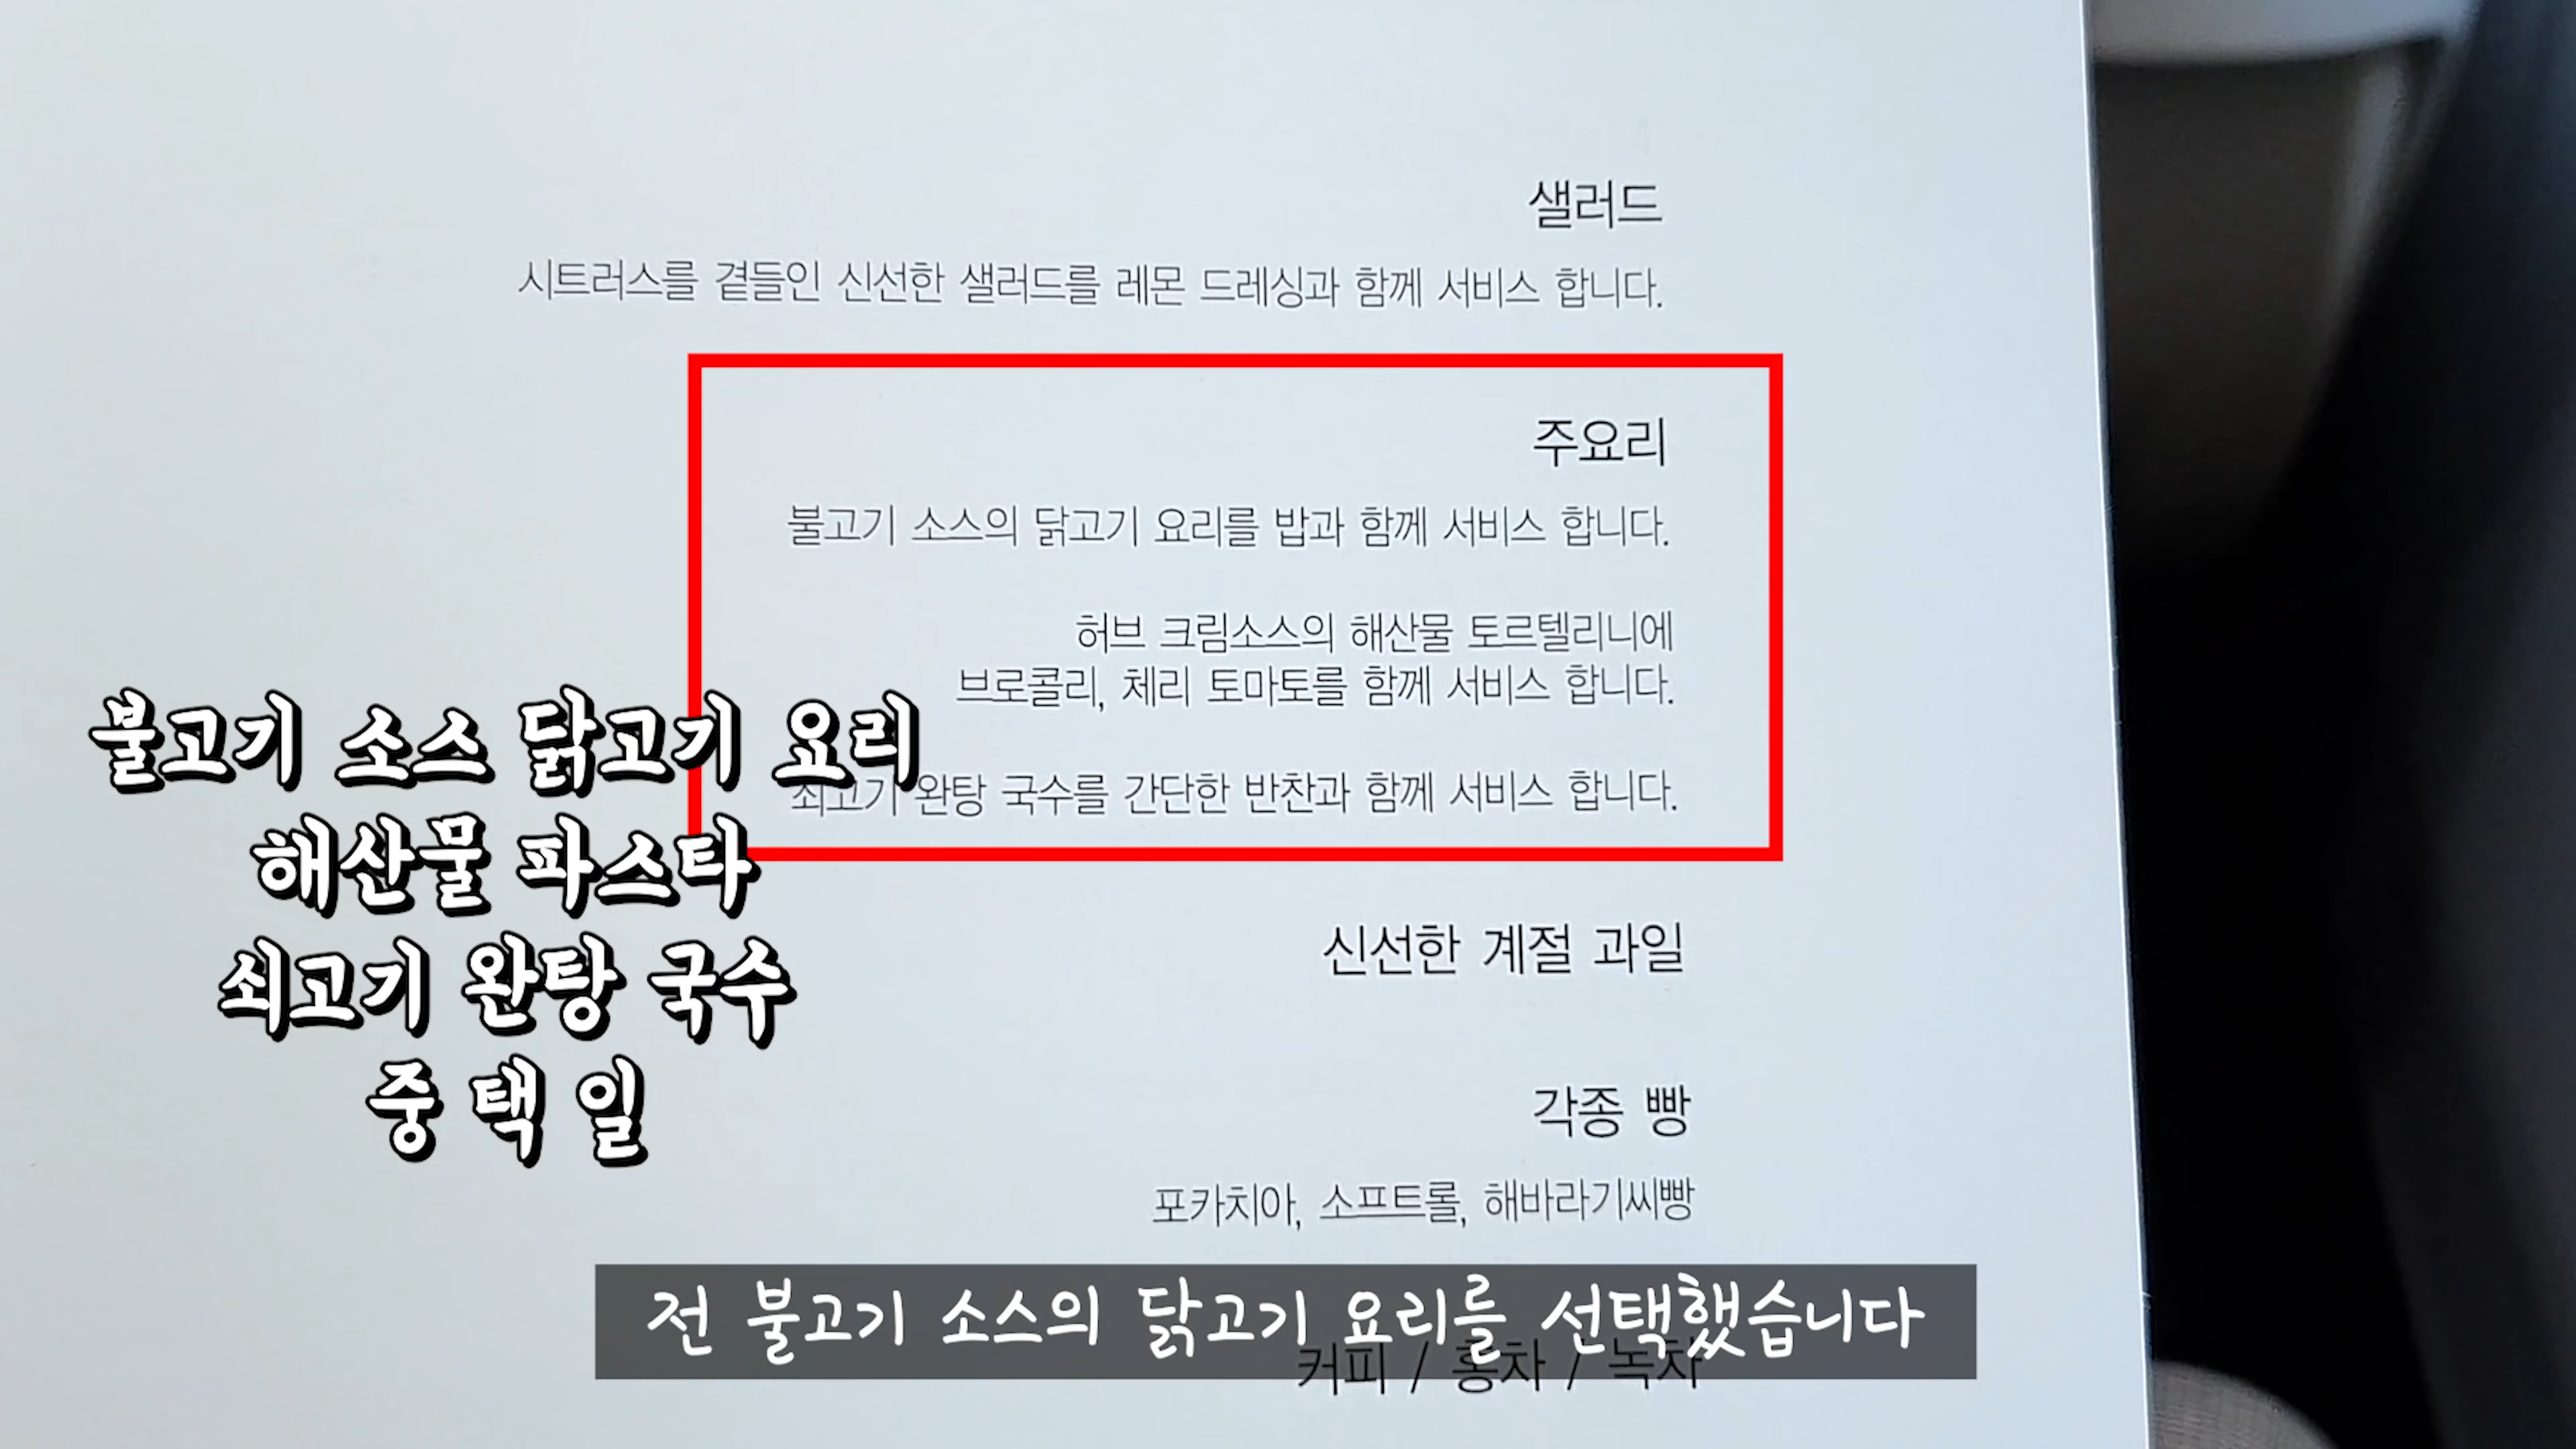 샐러드
시트러스를 곁들인 신선한 샐러드를 레몬 드레싱과 함께 서비스 합니다.
주요리
불고기 소스의 닭고기 요리를 밥과 함께 서비스 합니다.
허브 크림소스의 해산물 토르텔리니에
브로콜리, 체리 토마토를 함께 서비스 합니다.
쇠고기 완탕 국수를 간단한 반찬과 함께 서비스 합니다.
신선한 계절 과일
각종 빵
포카치아, 소프트롤, 해바라기씨빵
커피 / 홍차 / 녹차
불고기 소스 닭고기 요리
해산물 파스타
쇠고기 완탕 국수
중 택 일
전 불고기 소스의 닭고기 요리를 선택했습니다